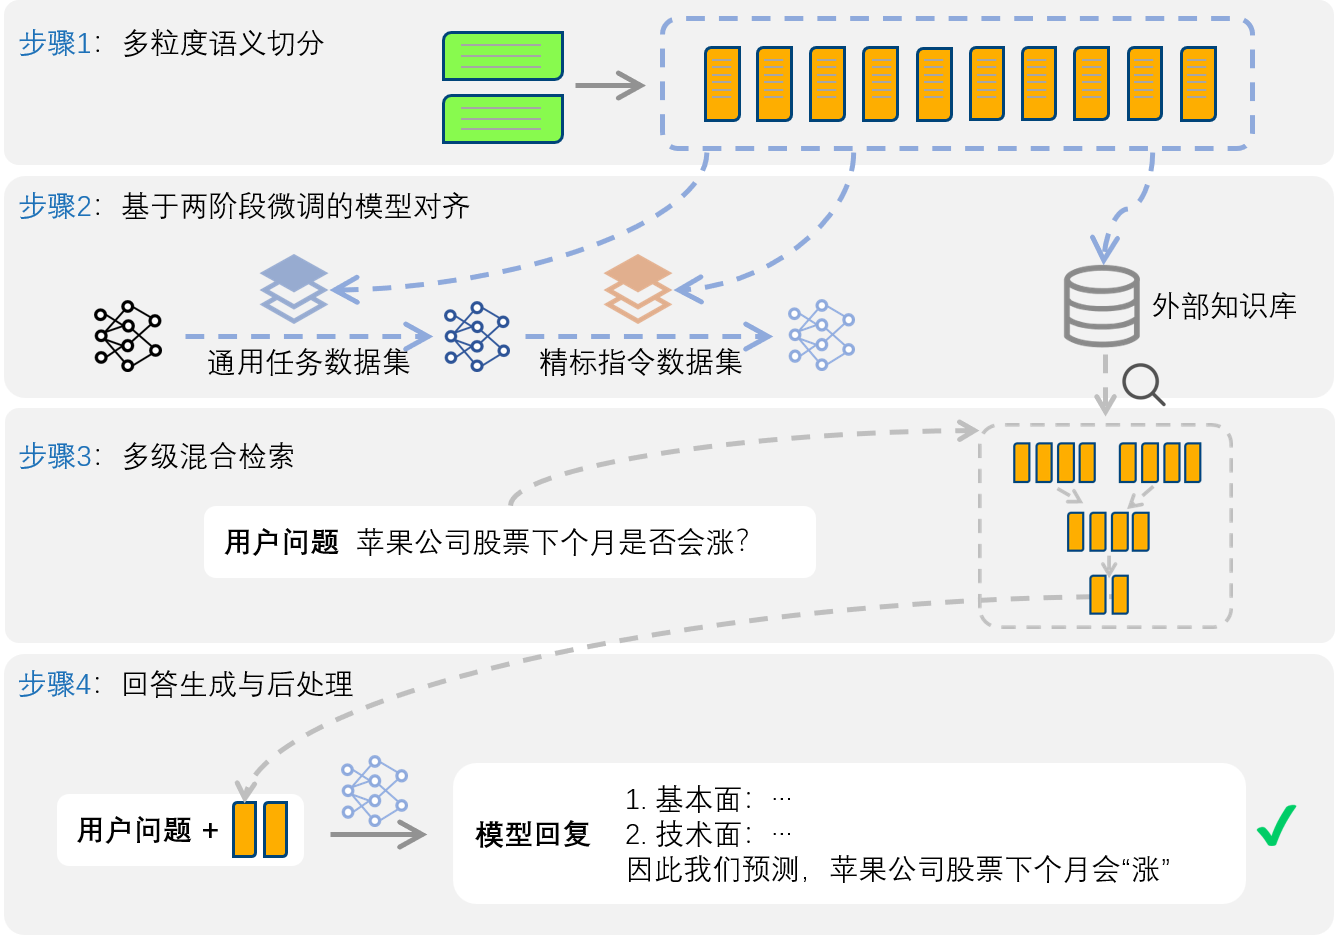 步骤1：多粒度语义切分
步骤2：基于两阶段微调的模型对齐
外部知识库
通用任务数据集
精标指令数据集
步骤3：多级混合检索
用户问题 苹果公司股票下个月是否会涨？
步骤4：回答生成与后处理
用户问题 +
模型回复
1. 基本面：…
2. 技术面：…
因此我们预测，苹果公司股票下个月会“涨”